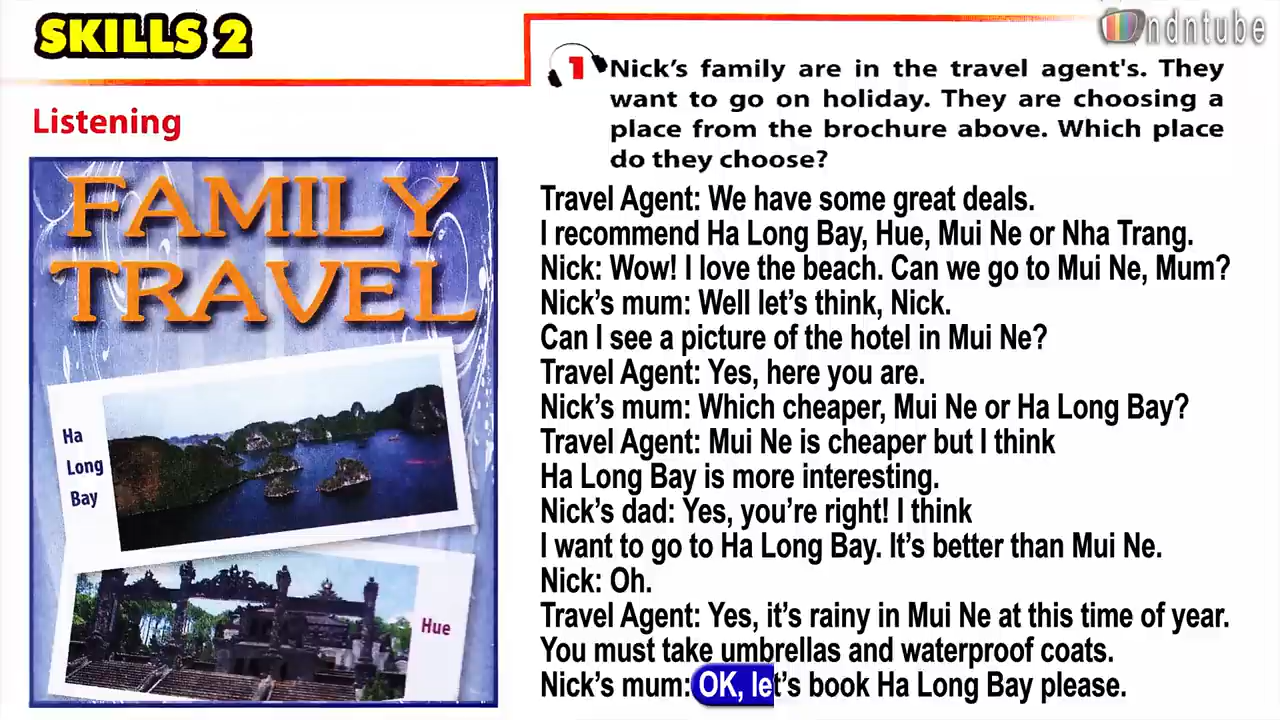 SKILLS 2
ndntube
Listening
1 Nick's family are in the travel agent's. They
want to go on holiday. They are choosing a
place from the brochure above. Which place
do they choose?
FAMILY
TRAVEL
Ha
Long
Bay
Hue
Travel Agent: We have some great deals.
I recommend Ha Long Bay, Hue, Mui Ne or Nha Trang.
Nick: Wow! I love the beach. Can we go to Mui Ne, Mum?
Nick's mum: Well let's think, Nick.
Can I see a picture of the hotel in Mui Ne?
Travel Agent: Yes, here you are.
Nick's mum: Which cheaper, Mui Ne or Ha Long Bay?
Travel Agent: Mui Ne is cheaper but I think
Ha Long Bay is more interesting.
Nick's dad: Yes, you're right! I think
I want to go to Ha Long Bay. It's better than Mui Ne.
Nick: Oh.
Travel Agent: Yes, it's rainy in Mui Ne at this time of year.
You must take umbrellas and waterproof coats.
Nick's mum: OK, let's book Ha Long Bay please.